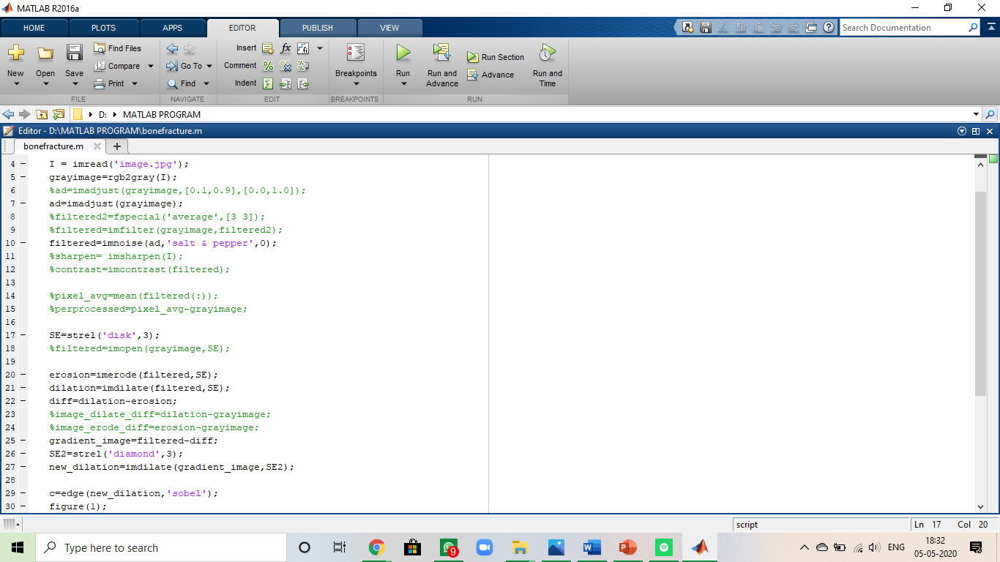 MATLAB R2016a
HOME PLOTS APPS EDITOR PUBLISH VIEW Search Documentation
New Open Save Find Files Compare Print Go To Find Insert fx Comment Indent Breakpoints Run Run and Advance Run Section Advance Run and Time
FILE NAVIGATE EDIT BREAKPOINTS RUN
D: MATLAB PROGRAM
Editor - D:\MATLAB PROGRAM\bonefracture.m
bonefracture.m
4 I = imread('image.jpg');
5 grayimage=rgb2gray(I);
6 %ad=imadjust(grayimage,[0.1,0.9],[0.0,1.0]);
7 ad=imadjust(grayimage);
8 %filtered2=fspecial('average',[3 3]);
9 %filtered=imfilter(grayimage,filtered2);
10 filtered=imnoise(ad,'salt & pepper',0);
11 %sharpen= imsharpen(I);
12 %contrast=imcontrast(filtered);
13
14 %pixel_avg=mean(filtered(:));
15 %perprocessed=pixel_avg-grayimage;
16
17 SE=strel('disk',3);
18 %filtered=imopen(grayimage,SE);
19
20 erosion=imerode(filtered,SE);
21 dilation=imdilate(filtered,SE);
22 diff=dilation-erosion;
23 %image_dilate_diff=dilation-grayimage;
24 %image_erode_diff=erosion-grayimage;
25 gradient_image=filtered-diff;
26 SE2=strel('diamond',3);
27 new_dilation=imdilate(gradient_image,SE2);
28
29 c=edge(new_dilation,'sobel');
30 figure(1);
script Ln 17 Col 20
Type here to search 9 ENG 18:32
05-05-2020